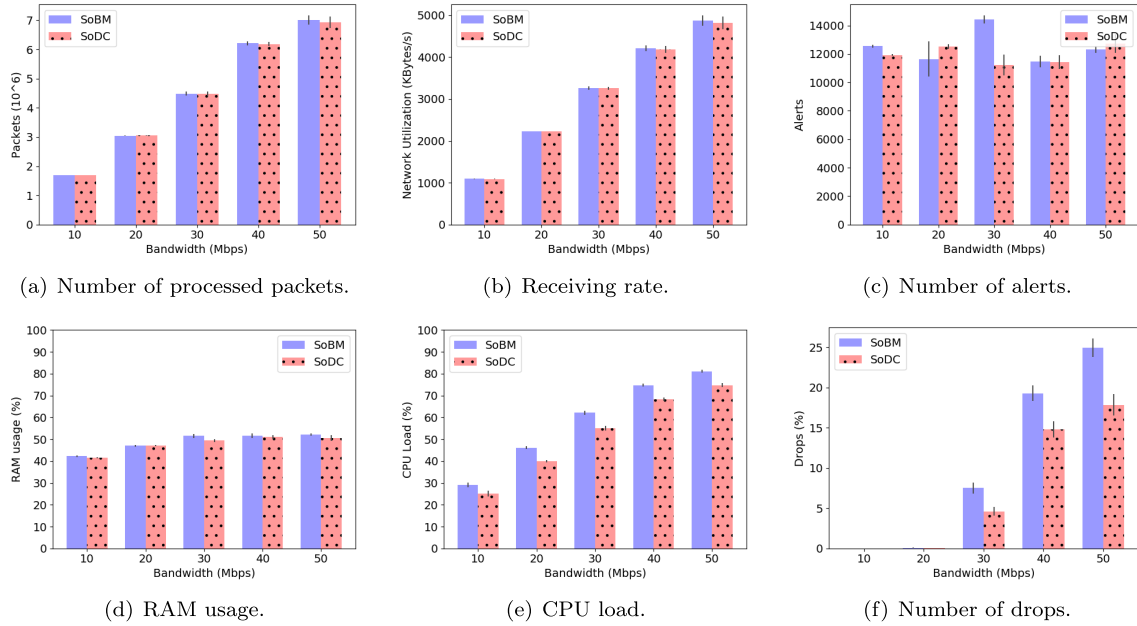 7
6
5
4
3
2
1
0
Packets (10^6)
SoBM
SoDC
10 20 30 40 50
Bandwidth (Mbps)
(a) Number of processed packets.
5000
4000
3000
2000
1000
0
Network Utilization (KBytes/s)
SoBM
SoDC
10 20 30 40 50
Bandwidth (Mbps)
(b) Receiving rate.
14000
12000
10000
8000
6000
4000
2000
0
Alerts
SoBM
SoDC
10 20 30 40 50
Bandwidth (Mbps)
(c) Number of alerts.
100
90
80
70
60
50
40
30
20
10
0
RAM usage (%)
SoBM
SoDC
10 20 30 40 50
Bandwidth (Mbps)
(d) RAM usage.
100
90
80
70
60
50
40
30
20
10
0
CPU Load (%)
SoBM
SoDC
10 20 30 40 50
Bandwidth (Mbps)
(e) CPU load.
25
20
15
10
5
0
Drops (%)
SoBM
SoDC
10 20 30 40 50
Bandwidth (Mbps)
(f) Number of drops.